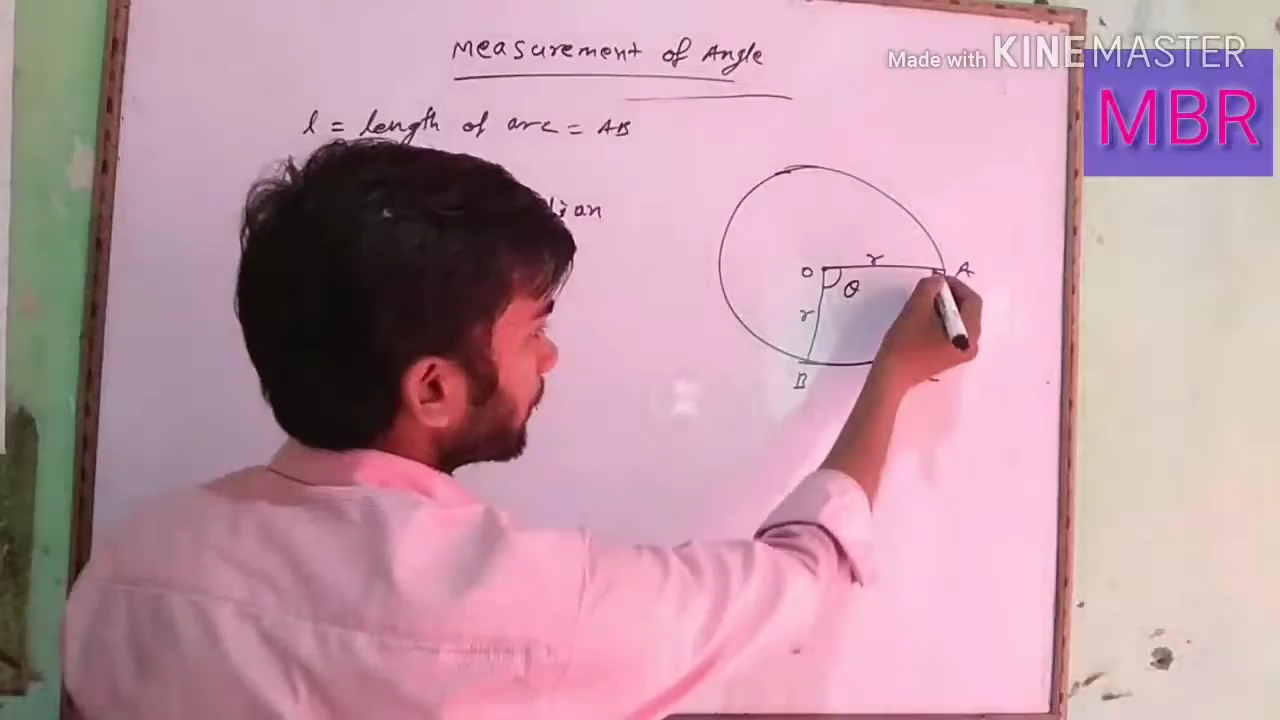 Measurement of Angle
Made with KINEMASTER
MBR
l = length of arc = AB
r
O
A
θ
r
B